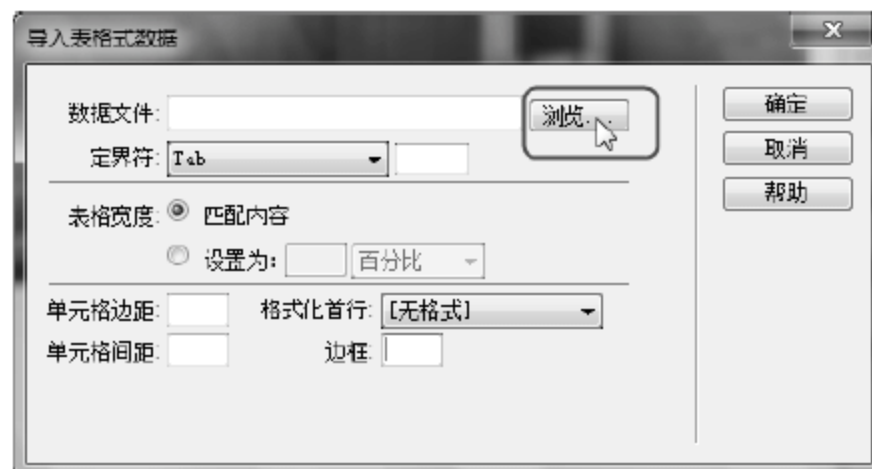 导入表格式数据
数据文件: 浏览... 确定
定界符: Tab 取消
表格宽度: 匹配内容 帮助
设置为: 百分比
单元格边距: 格式化首行: [无格式]
单元格间距: 边框: